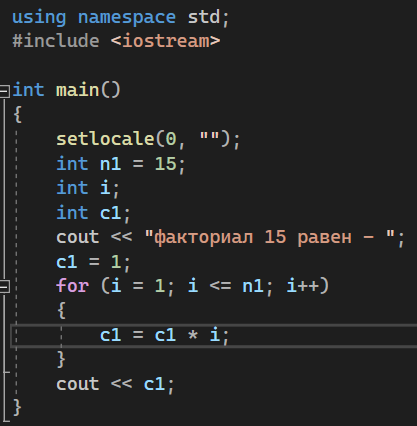 using namespace std;
#include <iostream>
int main()
{
setlocale(0, "");
int n1 = 15;
int i;
int c1;
cout << "факториал 15 равен - ";
c1 = 1;
for (i = 1; i <= n1; i++)
{
c1 = c1 * i;
}
cout << c1;
}